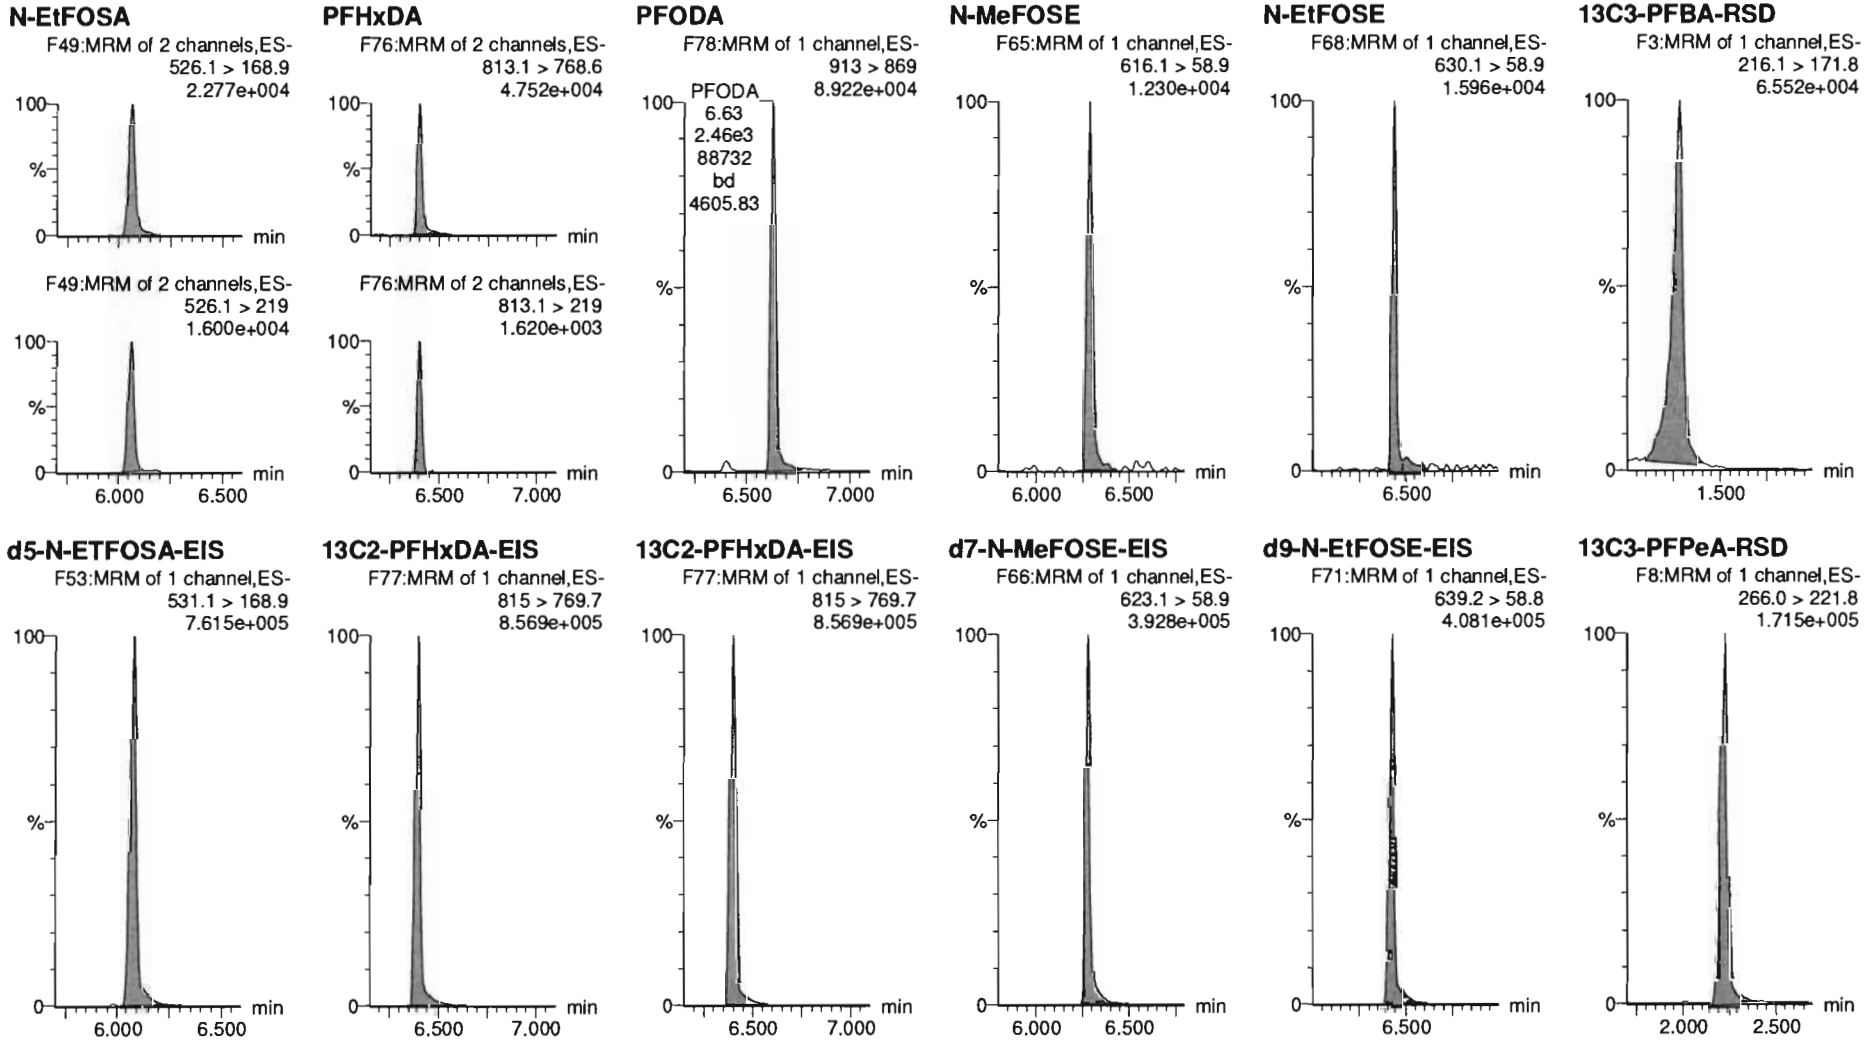 N-EtFOSA
F49:MRM of 2 channels,ES-
526.1 > 168.9
2.277e+004
100
%
0
min
F49:MRM of 2 channels,ES-
526.1 > 219
1.600e+004
100
%
0
min
6.000 6.500
PFHxDA
F76:MRM of 2 channels,ES-
813.1 > 768.6
4.752e+004
100
%
0
min
F76:MRM of 2 channels,ES-
813.1 > 219
1.620e+003
100
%
0
min
6.500 7.000
PFODA
F78:MRM of 1 channel,ES-
913 > 869
8.922e+004
PFODA
6.63
2.46e3
88732
bd
4605.83
100
%
0
min
6.500 7.000
N-MeFOSE
F65:MRM of 1 channel,ES-
616.1 > 58.9
1.230e+004
100
%
0
min
6.000 6.500
N-EtFOSE
F68:MRM of 1 channel,ES-
630.1 > 58.9
1.596e+004
100
%
0
min
6.500
13C3-PFBA-RSD
F3:MRM of 1 channel,ES-
216.1 > 171.8
6.552e+004
100
%
0
min
1.500
d5-N-ETFOSA-EIS
F53:MRM of 1 channel,ES-
531.1 > 168.9
7.615e+005
100
%
0
min
6.000 6.500
13C2-PFHxDA-EIS
F77:MRM of 1 channel,ES-
815 > 769.7
8.569e+005
100
%
0
min
6.500 7.000
13C2-PFHxDA-EIS
F77:MRM of 1 channel,ES-
815 > 769.7
8.569e+005
100
%
0
min
6.500 7.000
d7-N-MeFOSE-EIS
F66:MRM of 1 channel,ES-
623.1 > 58.9
3.928e+005
100
%
0
min
6.000 6.500
d9-N-EtFOSE-EIS
F71:MRM of 1 channel,ES-
639.2 > 58.8
4.081e+005
100
%
0
min
6.500
13C3-PFPeA-RSD
F8:MRM of 1 channel,ES-
266.0 > 221.8
1.715e+005
100
%
0
min
2.000 2.500